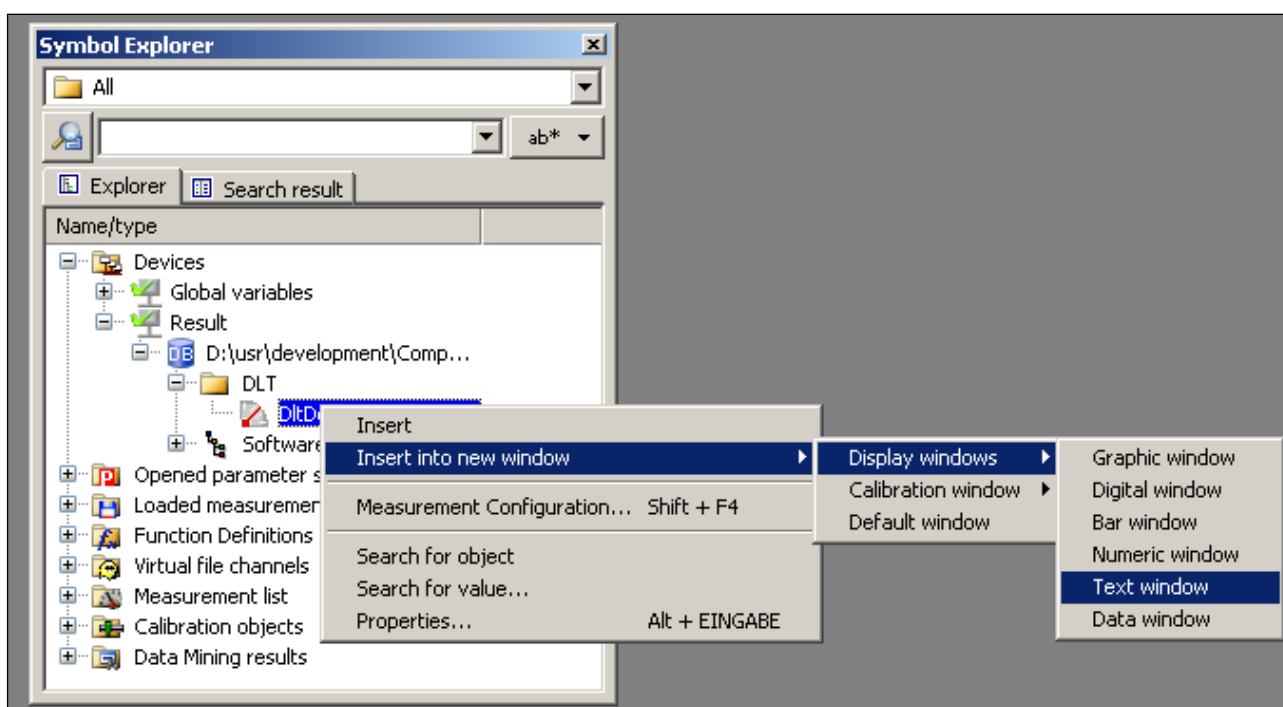 Symbol Explorer
All
ab*
Explorer
Search result
Name/type
Devices
Global variables
Result
DB D:\usr\development\Comp...
DLT
DltD
Software
Opened parameter s
Loaded measuremen
Function Definitions
Virtual file channels
Measurement list
Calibration objects
Data Mining results
Insert
Insert into new window
Measurement Configuration... Shift + F4
Search for object
Search for value...
Properties... Alt + EINGABE
Display windows
Calibration window
Default window
Graphic window
Digital window
Bar window
Numeric window
Text window
Data window